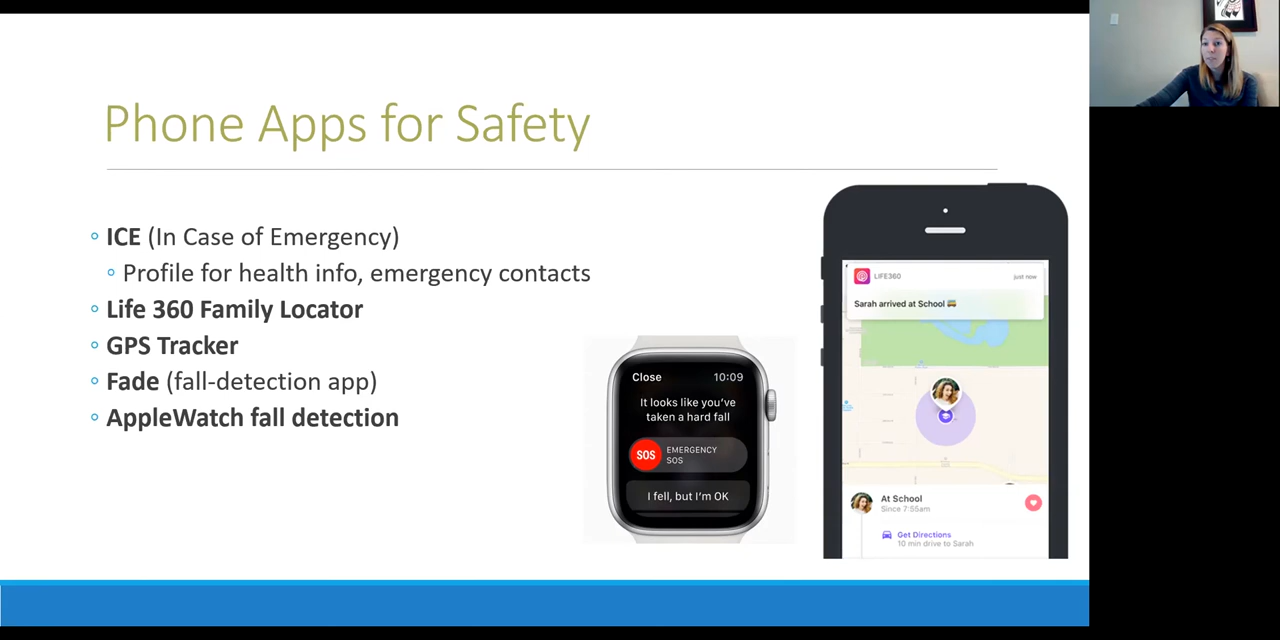 Phone Apps for Safety
◦ ICE (In Case of Emergency)
◦ Profile for health info, emergency contacts
◦ Life 360 Family Locator
◦ GPS Tracker
◦ Fade (fall-detection app)
◦ AppleWatch fall detection
Close 10:09
It looks like you've
taken a hard fall
SOS EMERGENCY
SOS
I fell, but I'm OK
LIFE360 just now
Sarah arrived at School 🚌
At School
Since 7:55am
Get Directions
10 min drive to Sarah